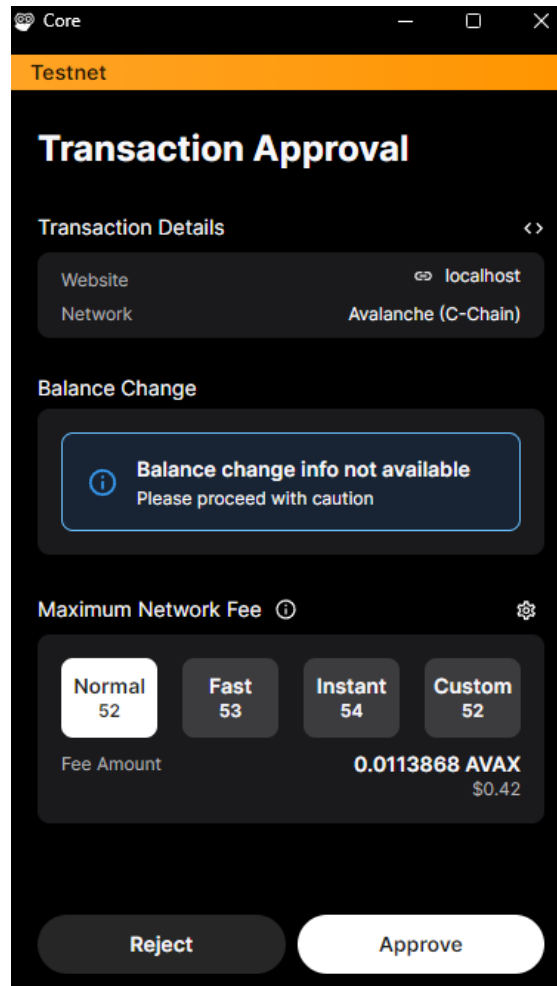 Core
Testnet
Transaction Approval
Transaction Details <>
Website localhost
Network Avalanche (C-Chain)
Balance Change
Balance change info not available
Please proceed with caution
Maximum Network Fee
Normal Fast Instant Custom
52 53 54 52
Fee Amount 0.0113868 AVAX
$0.42
Reject Approve